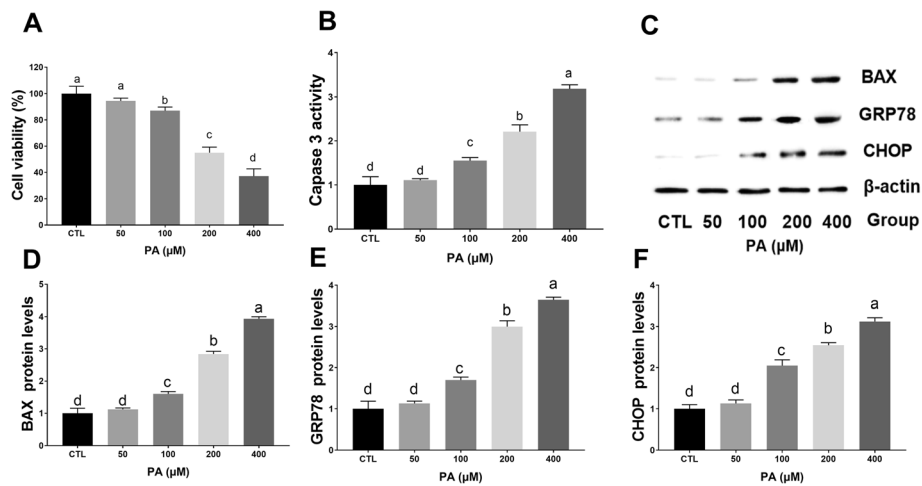 A
Cell viability (%)
120
100
80
60
40
20
0
a
a
b
c
d
CTL
50
100
200
400
PA (μM)
B
Capase 3 activity
4
3
2
1
0
d
d
c
b
a
CTL
50
100
200
400
PA (μM)
C
BAX
GRP78
CHOP
β-actin
CTL 50 100 200 400 Group
PA (μM)
D
BAX protein levels
5
4
3
2
1
0
d
d
c
b
a
CTL
50
100
200
400
PA (μM)
E
GRP78 protein levels
4
3
2
1
0
d
d
c
b
a
CTL
50
100
200
400
PA (μM)
F
CHOP protein levels
4
3
2
1
0
d
d
c
b
a
CTL
50
100
200
400
PA (μM)